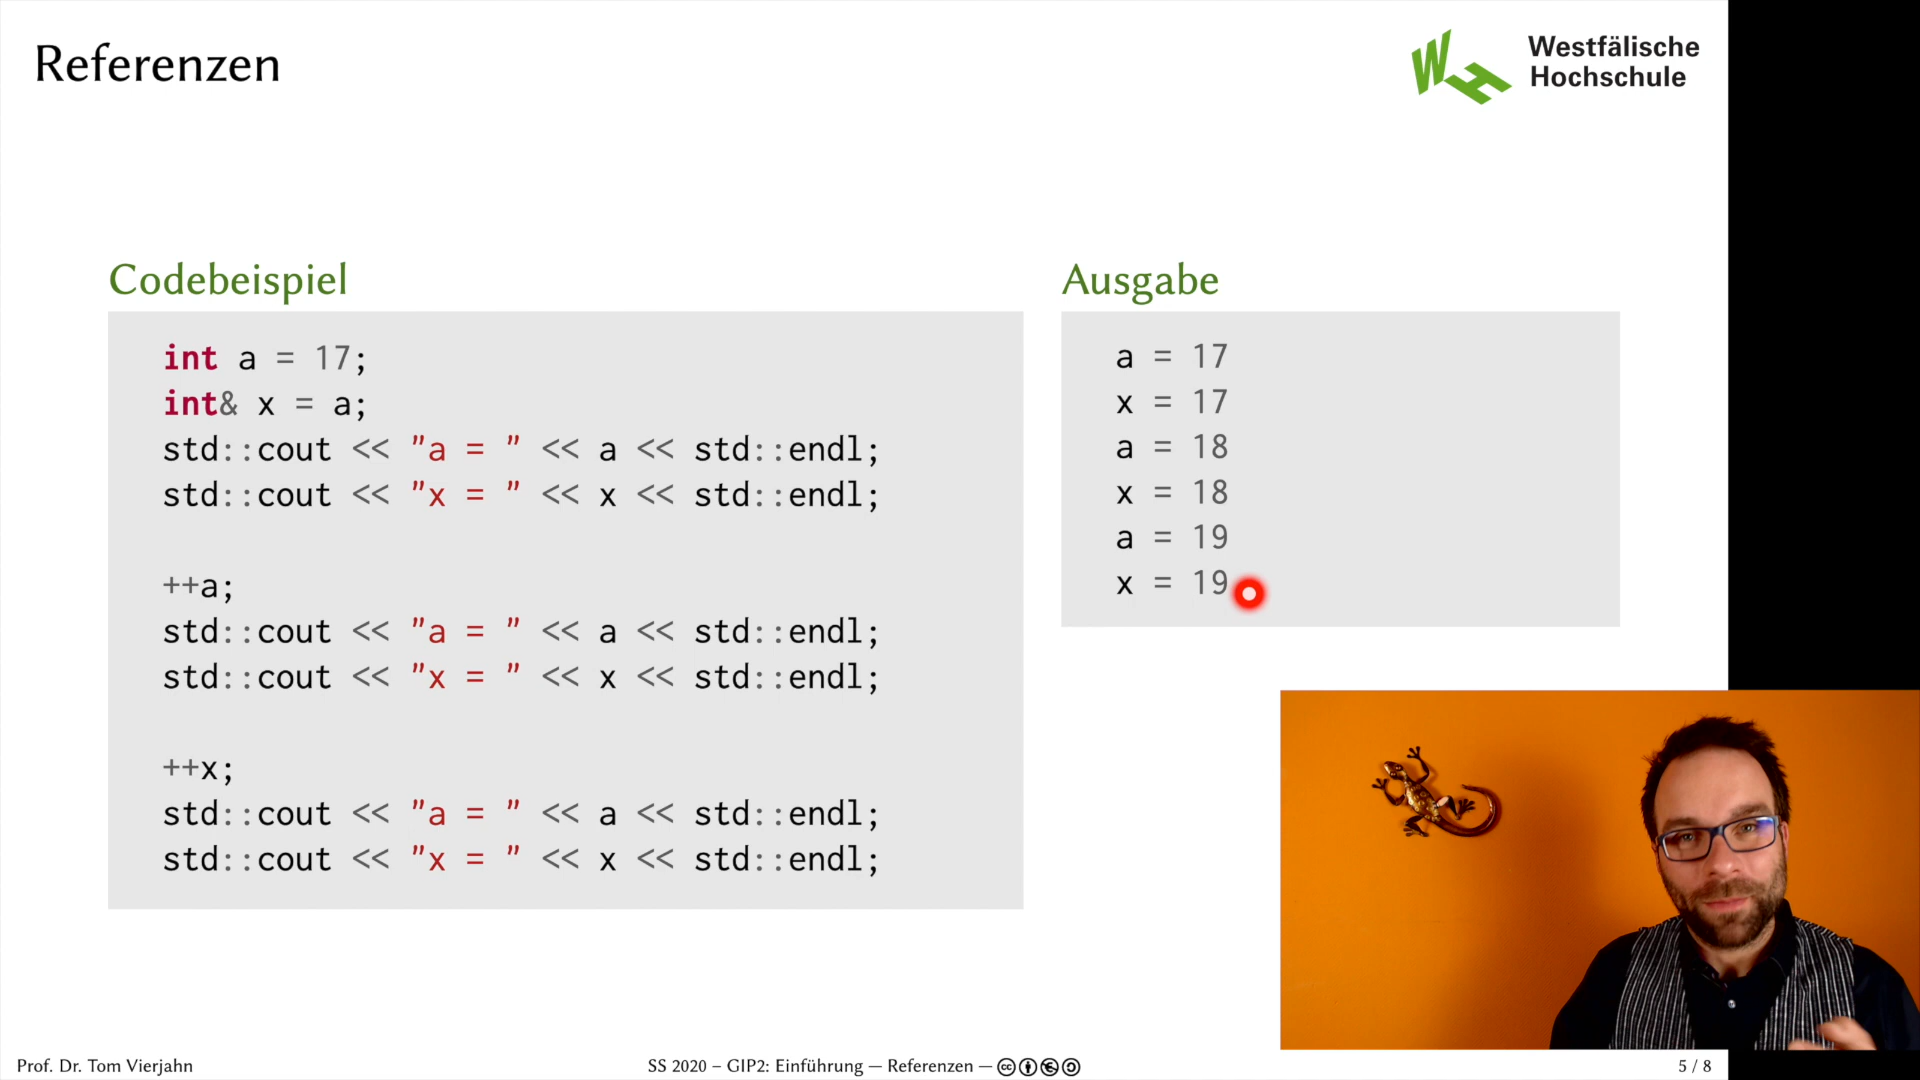 Referenzen
Westfälische
Hochschule
Codebeispiel
int a = 17;
int& x = a;
std::cout << "a = " << a << std::endl;
std::cout << "x = " << x << std::endl;
++a;
std::cout << "a = " << a << std::endl;
std::cout << "x = " << x << std::endl;
++x;
std::cout << "a = " << a << std::endl;
std::cout << "x = " << x << std::endl;
Ausgabe
a = 17
x = 17
a = 18
x = 18
a = 19
x = 19
Prof. Dr. Tom Vierjahn
SS 2020 – GIP2: Einführung — Referenzen —
5 / 8